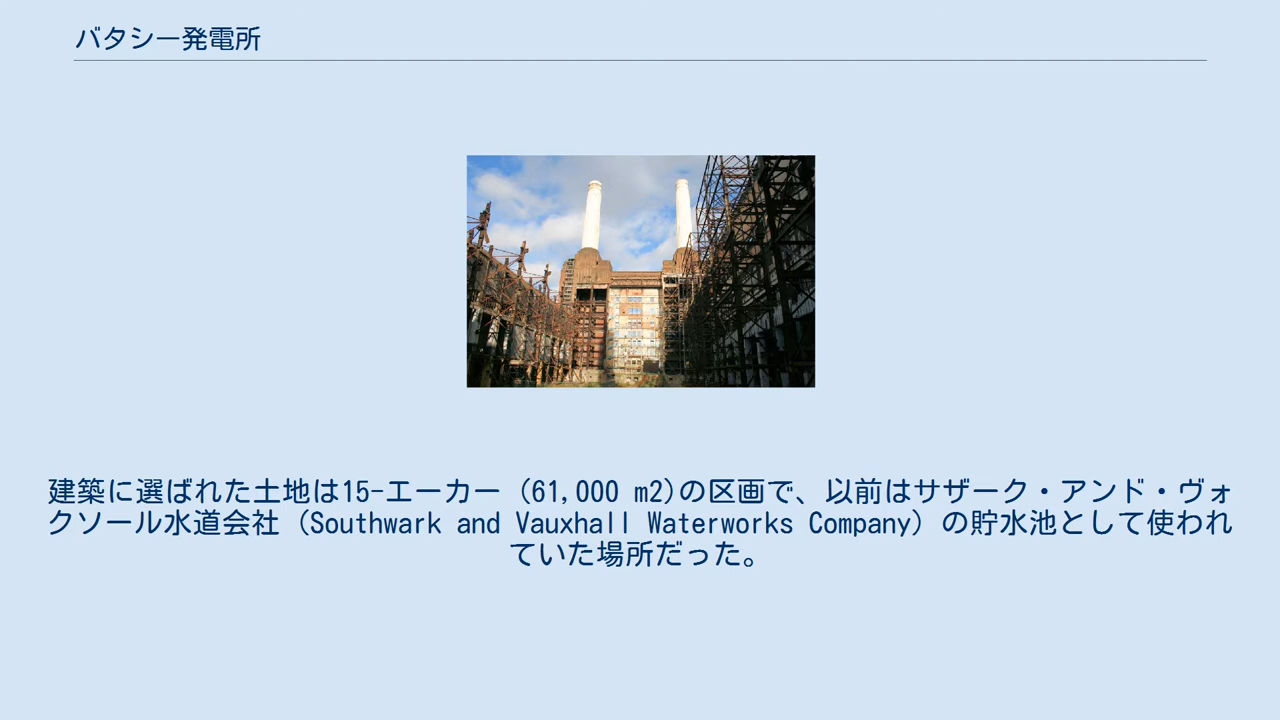 バタシー発電所
建築に選ばれた土地は15-エーカー (61,000 m2)の区画で、以前はサザーク・アンド・ヴォ
クソール水道会社 (Southwark and Vauxhall Waterworks Company) の貯水池として使われ
ていた場所だった。